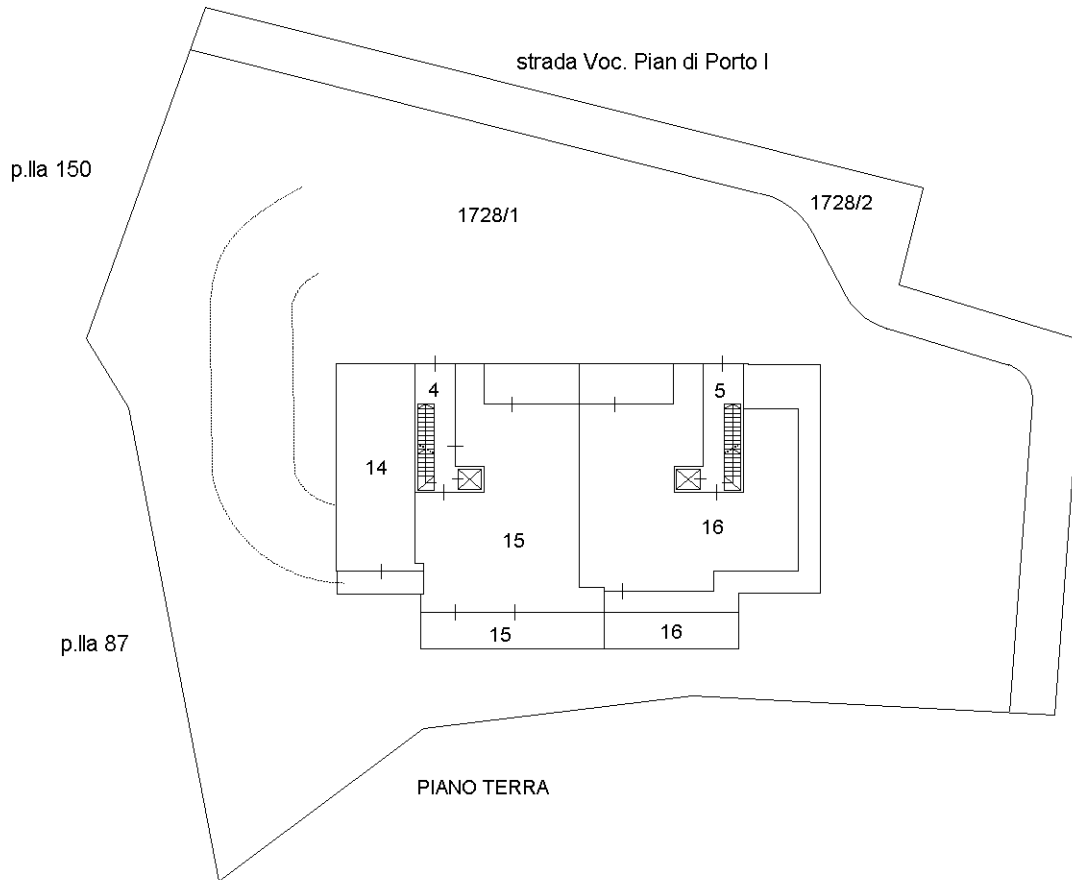 strada Voc. Pian di Porto I
p.lla 150
1728/2
1728/1
4
5
14
16
15
15
16
p.lla 87
PIANO TERRA